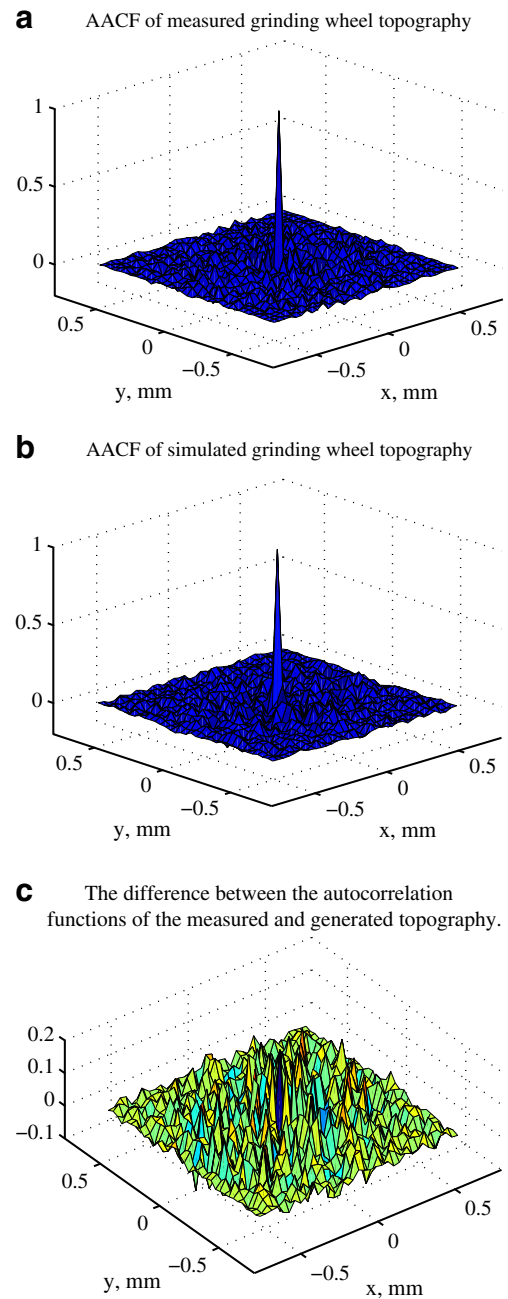 a
AACF of measured grinding wheel topography
1
0.5
0
0.5
0
−0.5
y, mm
−0.5
0
0.5
x, mm
b
AACF of simulated grinding wheel topography
1
0.5
0
0.5
0
−0.5
y, mm
−0.5
0
0.5
x, mm
c
The difference between the autocorrelation
functions of the measured and generated topography.
0.2
0.1
0
−0.1
0.5
0
−0.5
y, mm
−0.5
0
0.5
x, mm